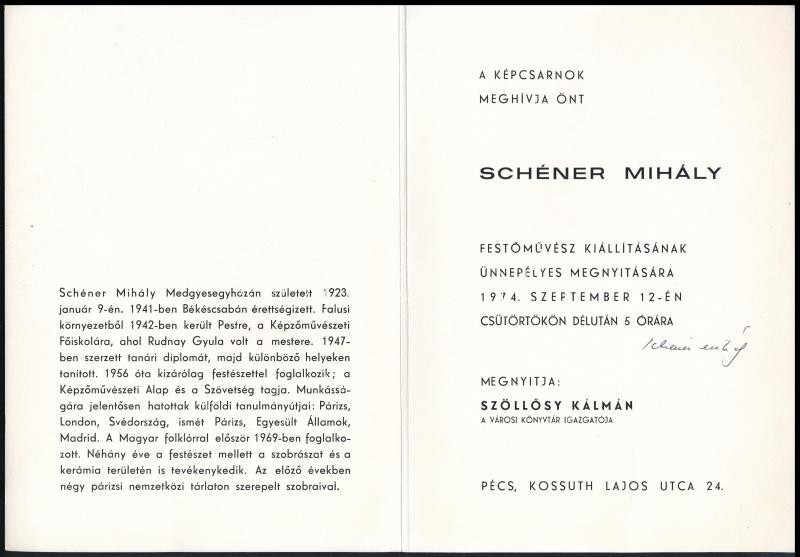 Schéner Mihály Medgyesegyházán született 1923.
január 9-én. 1941-ben Békéscsabán érettségizett. Falusi
környezetből 1942-ben került Pestre, a Képzőművészeti
Főiskolára, ahol Rudnay Gyula volt a mestere. 1947-
ben szerzett tanári diplomát, majd különböző helyeken
tanított. 1956 óta kizárólag festészettel foglalkozik; a
Képzőművészeti Alap és a Szövetség tagja. Munkássá-
gára jelentősen hatottak külföldi tanulmányútjai: Párizs,
London, Svédország, ismét Párizs, Egyesült Államok,
Madrid. A Magyar folklórral először 1969-ben foglalko-
zott. Néhány éve a festészet mellett a szobrászat és a
kerámia területén is tevékenykedik. Az előző években
négy párizsi nemzetközi tárlaton szerepelt szobraival.
A KÉPCSARNOK
MEGHÍVJA ÖNT
SCHÉNER MIHÁLY
FESTŐMŰVÉSZ KIÁLLÍTÁSÁNAK
ÜNNEPÉLYES MEGNYITÁSÁRA
1974. SZEPTEMBER 12-ÉN
CSÜTÖRTÖKÖN DÉLUTÁN 5 ÓRÁRA
MEGNYITJA:
SZÖLLŐSY KÁLMÁN
A VÁROSI KÖNYVTÁR IGAZGATÓJA
PÉCS, KOSSUTH LAJOS UTCA 24.